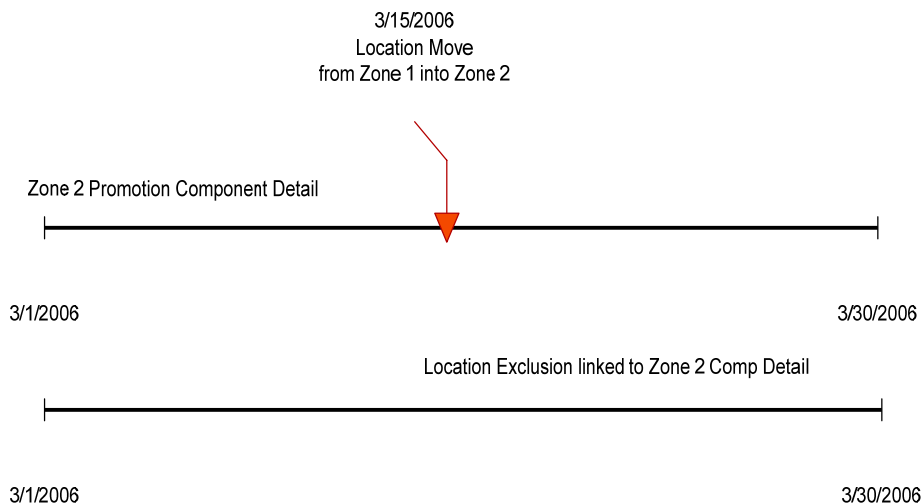 3/15/2006
Location Move
from Zone 1 into Zone 2
Zone 2 Promotion Component Detail
3/1/2006
3/30/2006
Location Exclusion linked to Zone 2 Comp Detail
3/1/2006
3/30/2006